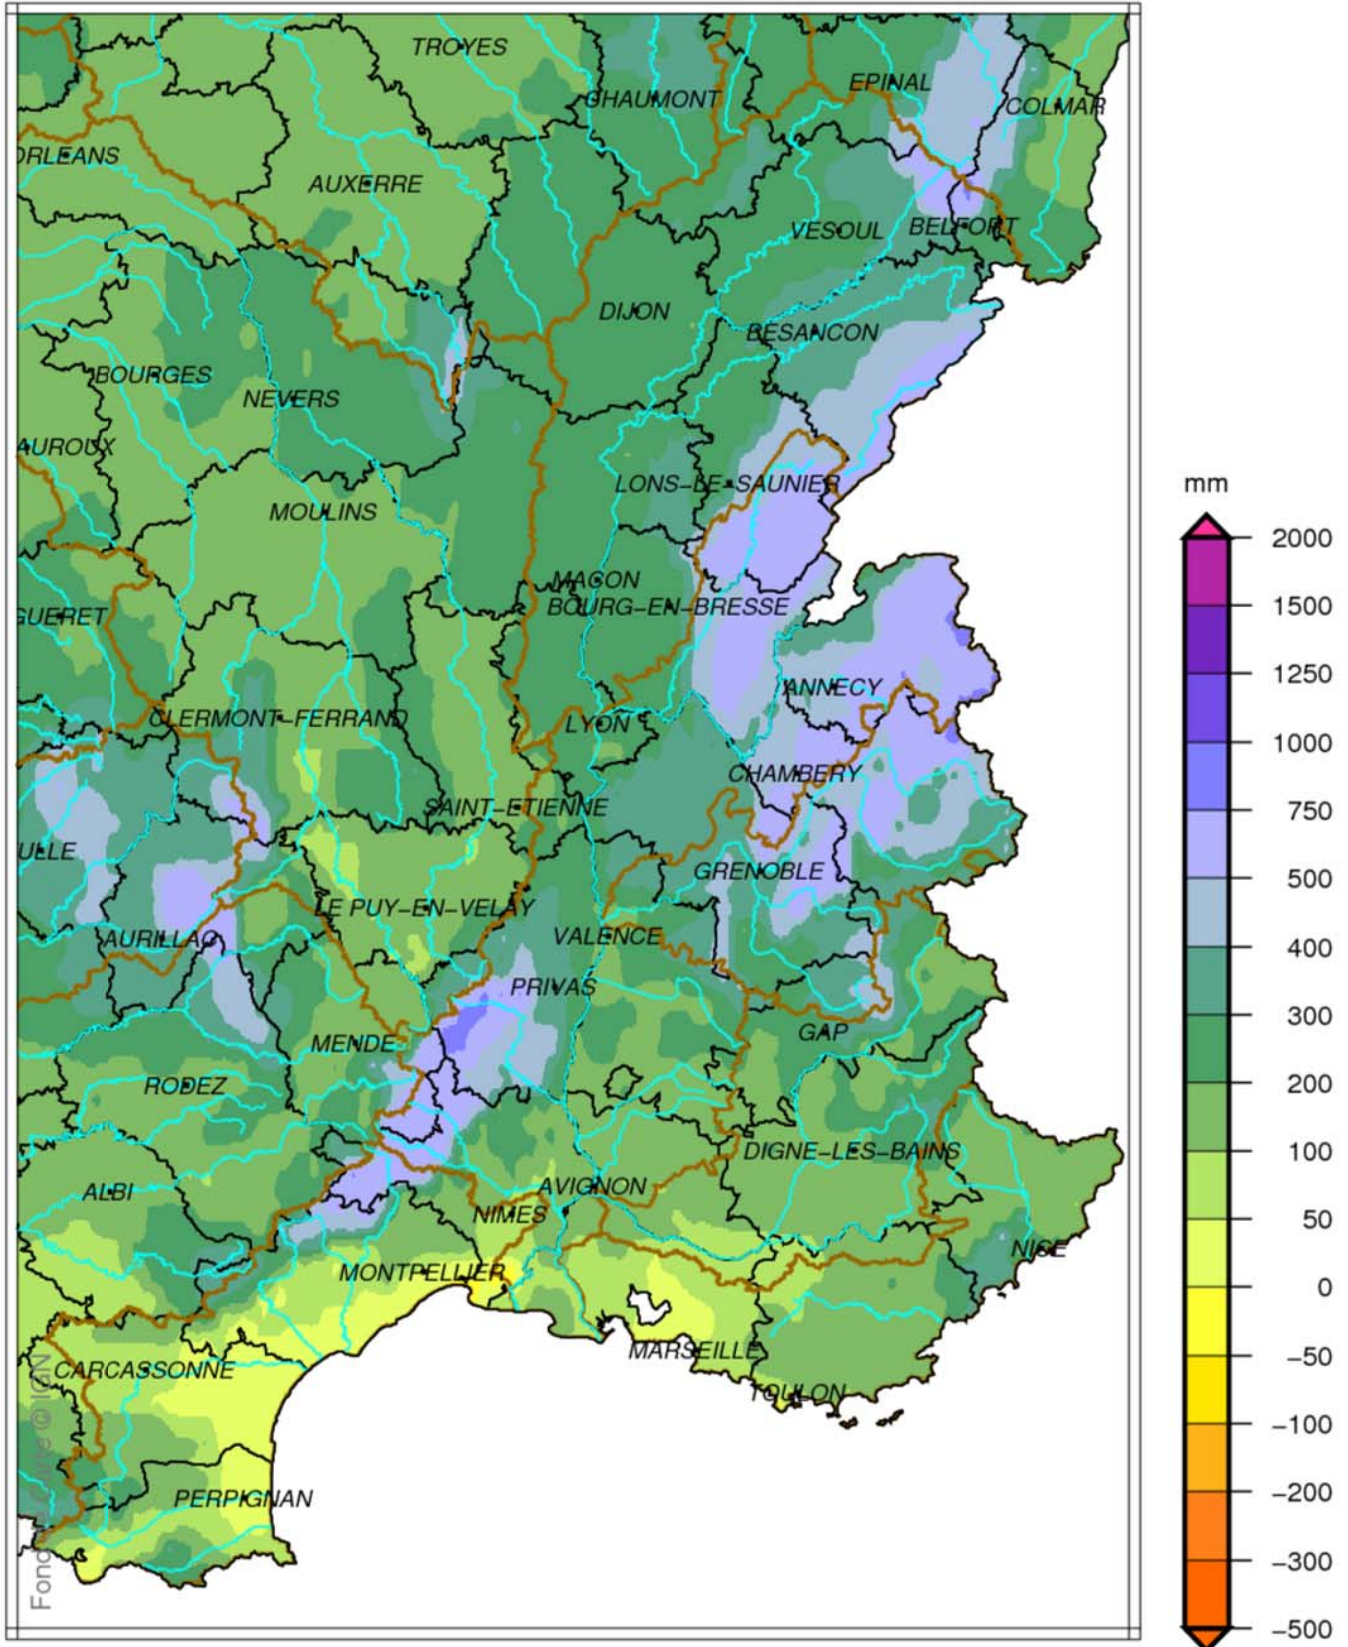 TROYES
EPINAL
CHAUMONT
COLMAR
ORLEANS
AUXERRE
VESOUL
BELFORT
DIJON
BESANCON
BOURGES
NEVERS
AUROUX
LONS-LE-SAUNIER
mm
MOULINS
2000
MACON
1500
BOURG-EN-BRESSE
GUERET
1250
ANNECY
CLERMONT-FERRAND
LYON
1000
CHAMBERY
750
SAINT-ETIENNE
ULLE
GRENOBLE
500
LE PUY-EN-VELAY
AURILLAC
VALENCE
400
PRIVAS
300
GAP
MENDE
200
RODEZ
100
DIGNE-LES-BAINS
AVIGNON
ALBI
50
NIMES
NICE
MONTPELLIER
0
MARSEILLE
-50
CARCASSONNE
TOULON
-100
-200
PERPIGNAN
-300
-500
IGN